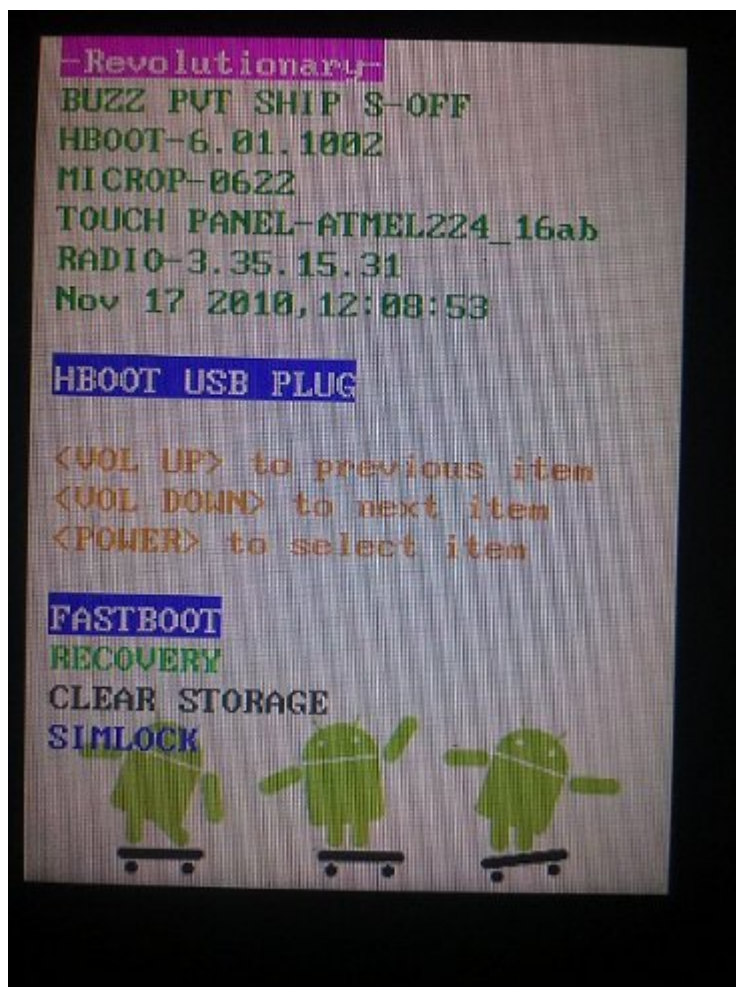 -Revolutionary-
BUZZ PVT SHIP S-OFF
HBOOT-6.01.1002
MICROP-0622
TOUCH PANEL-ATMEL224_16ab
RADIO-3.35.15.31
Nov 17 2010,12:08:53
HBOOT USB PLUG
<VOL UP> to previous item
<VOL DOWN> to next item
<POWER> to select item
FASTBOOT
RECOVERY
CLEAR STORAGE
SIMLOCK